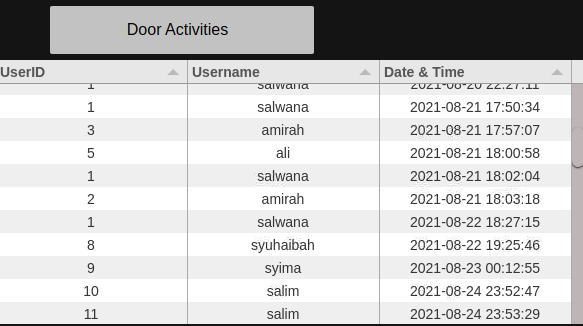 Door Activities
UserID Username Date & Time
1 salwana 2021-08-20 22:27:11
1 salwana 2021-08-21 17:50:34
3 amirah 2021-08-21 17:57:07
5 ali 2021-08-21 18:00:58
1 salwana 2021-08-21 18:02:04
2 amirah 2021-08-21 18:03:18
1 salwana 2021-08-22 18:27:15
8 syuhaibah 2021-08-22 19:25:46
9 syima 2021-08-23 00:12:55
10 salim 2021-08-24 23:52:47
11 salim 2021-08-24 23:53:29